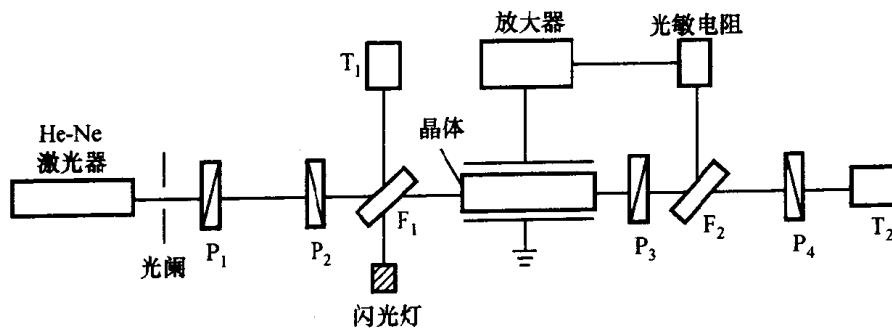 放大器
光敏电阻
T₁
He-Ne
激光器
晶体
P₁
P₂
F₁
P₃
F₂
P₄
T₂
光阑
闪光灯